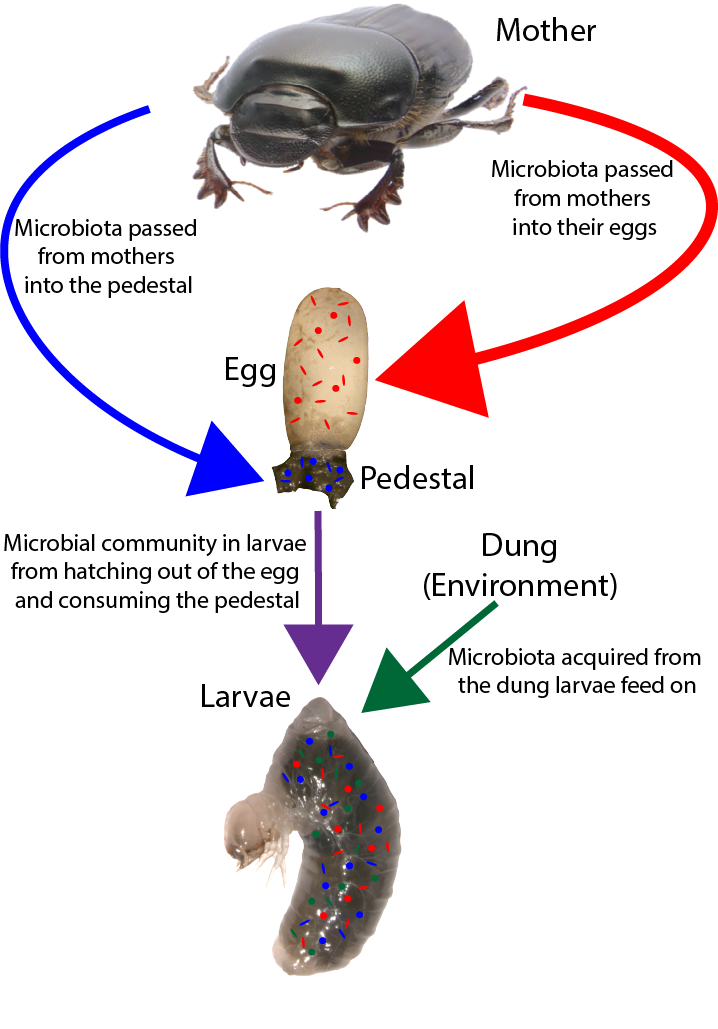 Mother
Microbiota passed
from mothers
into their eggs
Microbiota passed
from mothers
into the pedestal
Egg
Pedestal
Microbial community in larvae
from hatching out of the egg
and consuming the pedestal
Dung
(Environment)
Microbiota acquired from
the dung larvae feed on
Larvae